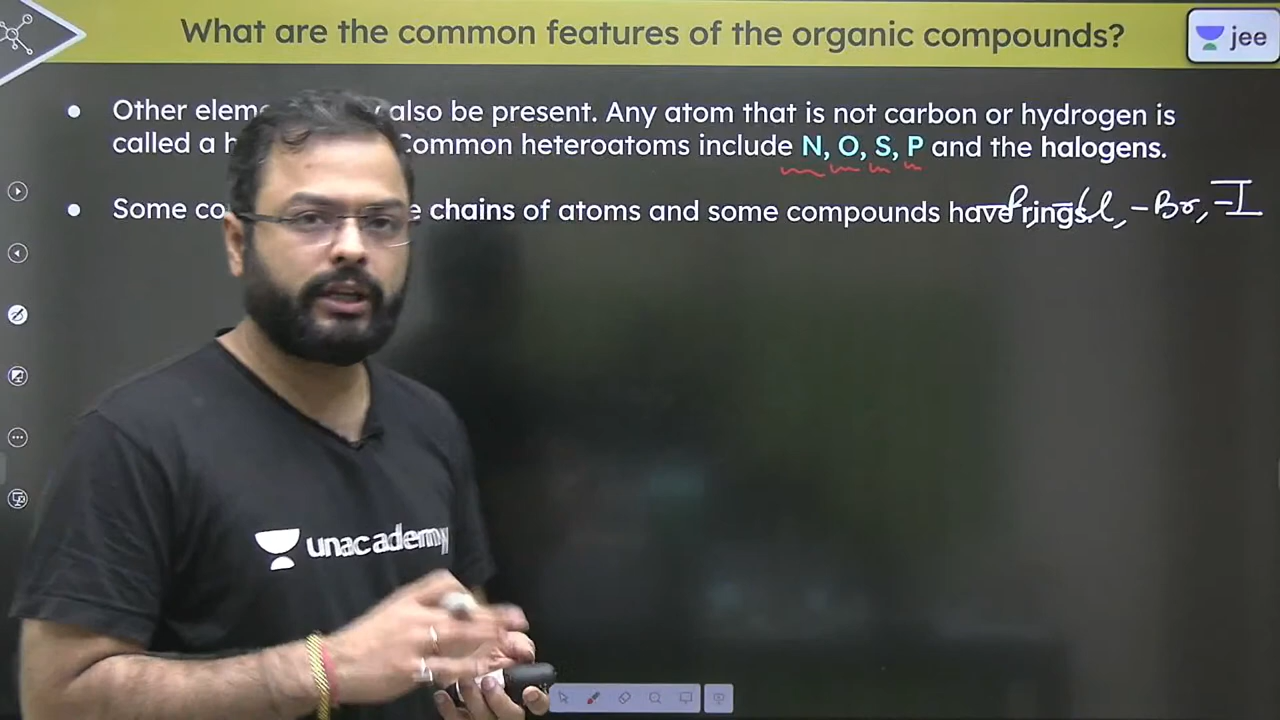 What are the common features of the organic compounds?
jee
Other eleme also be present. Any atom that is not carbon or hydrogen is
called a h Common heteroatoms include N, O, S, P and the halogens.
Some co e chains of atoms and some compounds have rings.
-F, -Cl, -Br, -I
unacademy